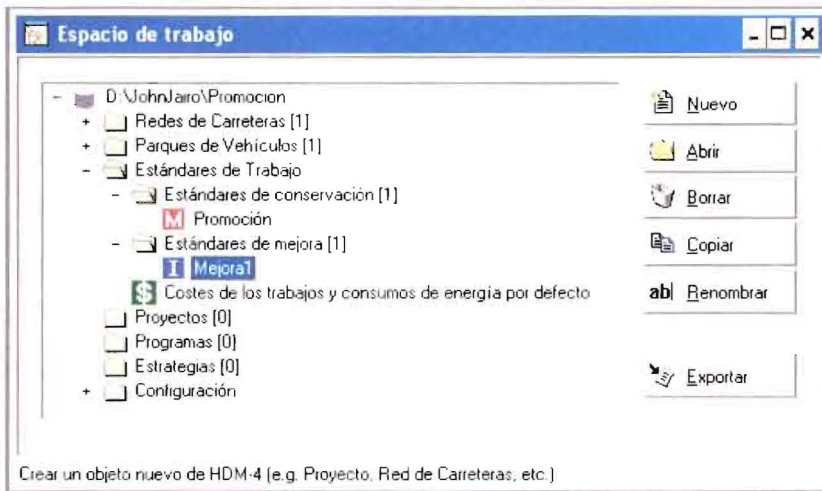 Espacio de trabajo
D:\JohnJairo\Promocion
Redes de Carreteras [1]
Parques de Vehículos [1]
Estándares de Trabajo
Estándares de conservación [1]
M Promoción
Estándares de mejora [1]
I Mejora1
$ Costes de los trabajos y consumos de energía por defecto
Proyectos [0]
Programas [0]
Estrategias [0]
Configuración
Nuevo
Abrir
Borrar
Copiar
ab| Renombrar
Exportar
Crear un objeto nuevo de HDM-4 (e.g. Proyecto, Red de Carreteras, etc.)